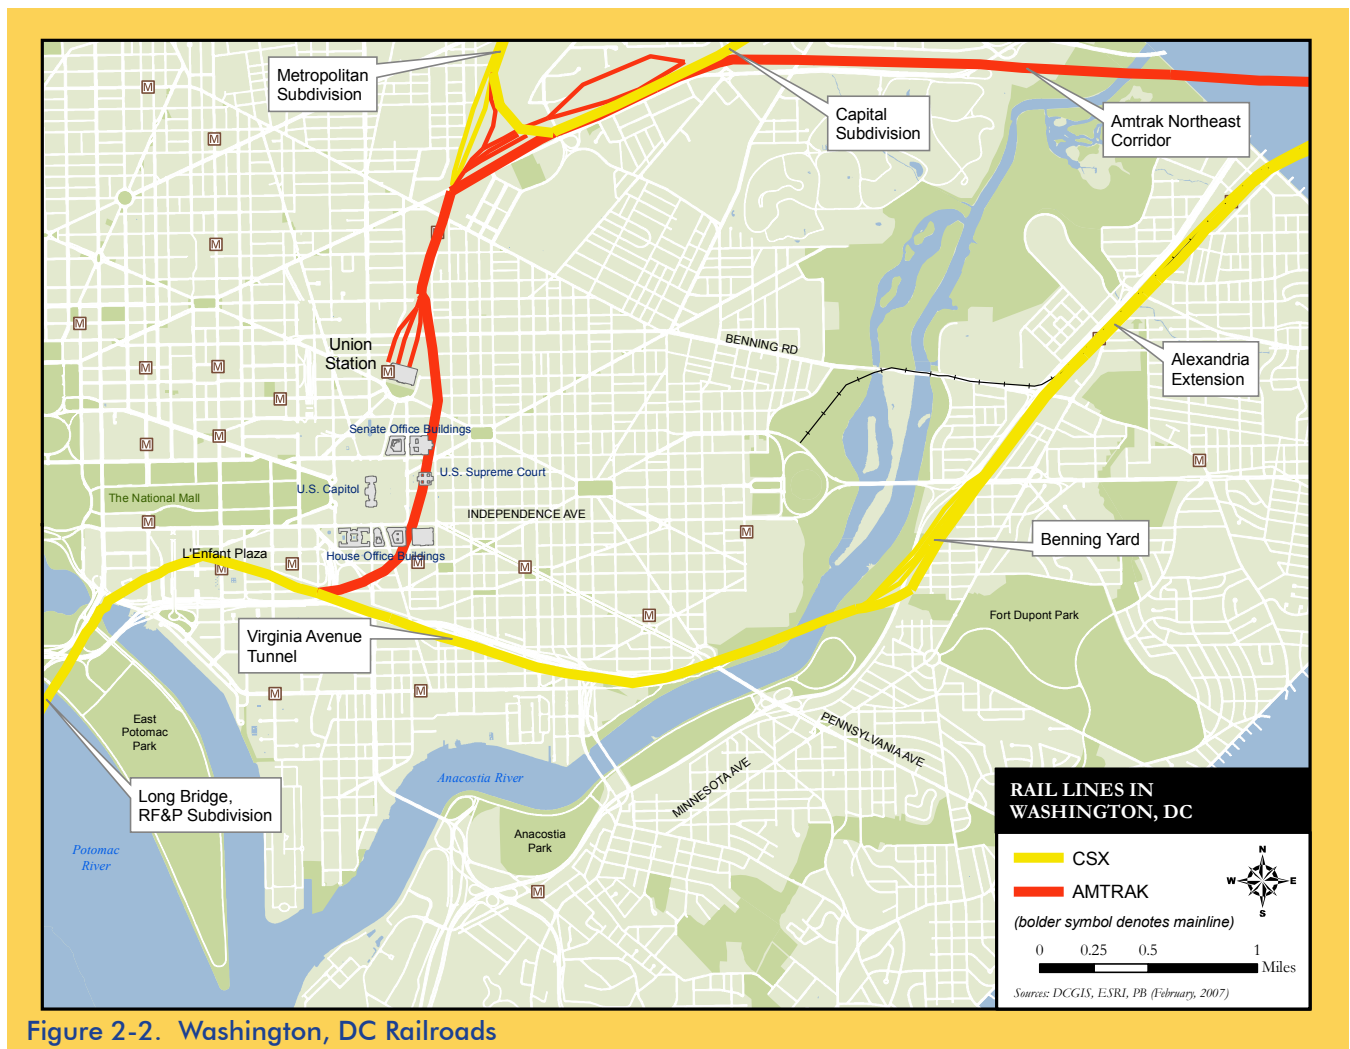 Metropolitan
Subdivision
Capital
Subdivision
Amtrak Northeast
Corridor
M
M
M
M
M
Union
Station
M
BENNING RD
Alexandria
Extension
M
M
M
M
M
Senate Office Buildings
U.S. Supreme Court
U.S. Capitol
M
The National Mall
INDEPENDENCE AVE
M
M
Benning Yard
L'Enfant Plaza
House Office Buildings
M
M
M
M
Fort Dupont Park
M
Virginia Avenue
Tunnel
M
M
East
Potomac
Park
PENNSYLVANIA AVE
Anacostia River
MINNESOTA AVE
Long Bridge,
RF&P Subdivision
Anacostia
Park
Potomac
River
M
RAIL LINES IN
WASHINGTON, DC
CSX
AMTRAK
N
W
E
S
(bolder symbol denotes mainline)
0 0.25 0.5 1
Miles
Sources: DCGIS, ESRI, PB (February, 2007)
Figure 2-2. Washington, DC Railroads